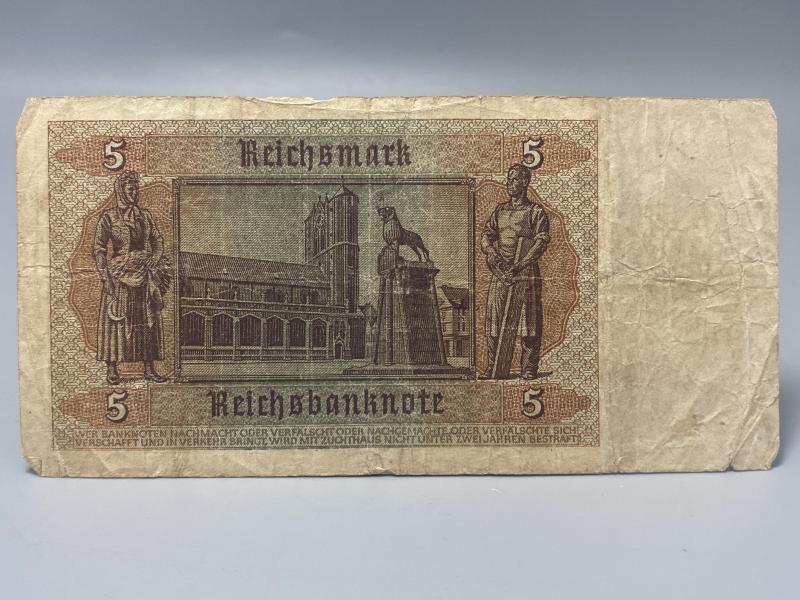 5 Reichsmark 5
5 Reichsbanknote 5
WER BANKNOTEN NACHMACHT ODER VERFÄLSCHT ODER NACHGEMACHTE ODER VERFÄLSCHTE SICH
VERSCHAFFT UND IN VERKEHR BRINGT, WIRD MIT ZUCHTHAUS NICHT UNTER ZWEI JAHREN BESTRAFT.